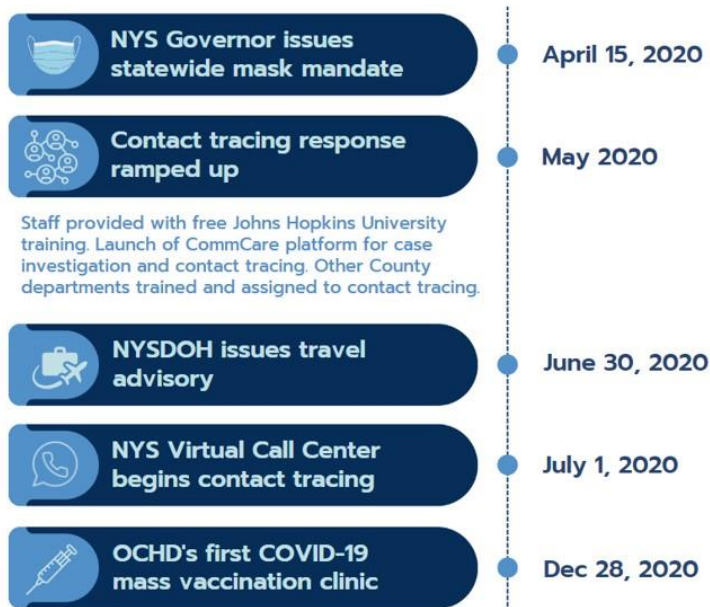 NYS Governor issues
statewide mask mandate
April 15, 2020
Contact tracing response
ramped up
May 2020
Staff provided with free Johns Hopkins University
training. Launch of CommCare platform for case
investigation and contact tracing. Other County
departments trained and assigned to contact tracing.
NYSDOH issues travel
advisory
June 30, 2020
NYS Virtual Call Center
begins contact tracing
July 1, 2020
OCHD's first COVID-19
mass vaccination clinic
Dec 28, 2020